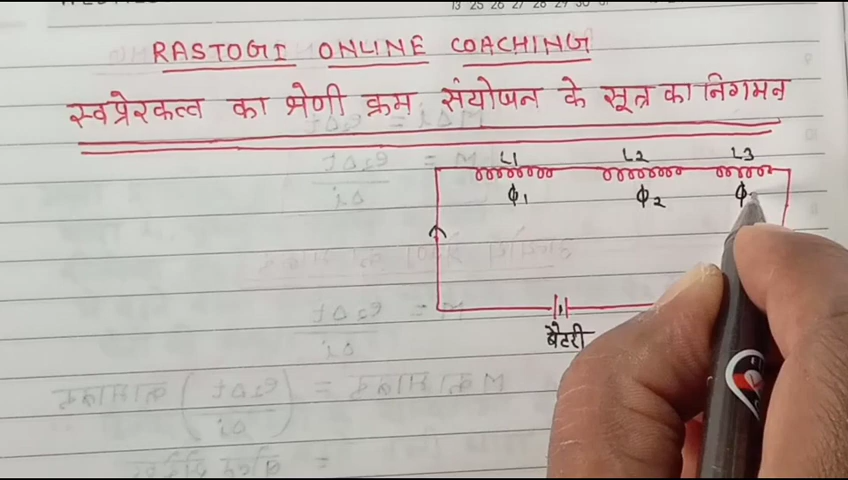 RASTOGI ONLINE COACHING
स्वप्रेरकत्व का श्रेणी क्रम संयोजन के सूत्र का निगमन
L1 L2 L3
ϕ1 ϕ2 ϕ
बैटरी